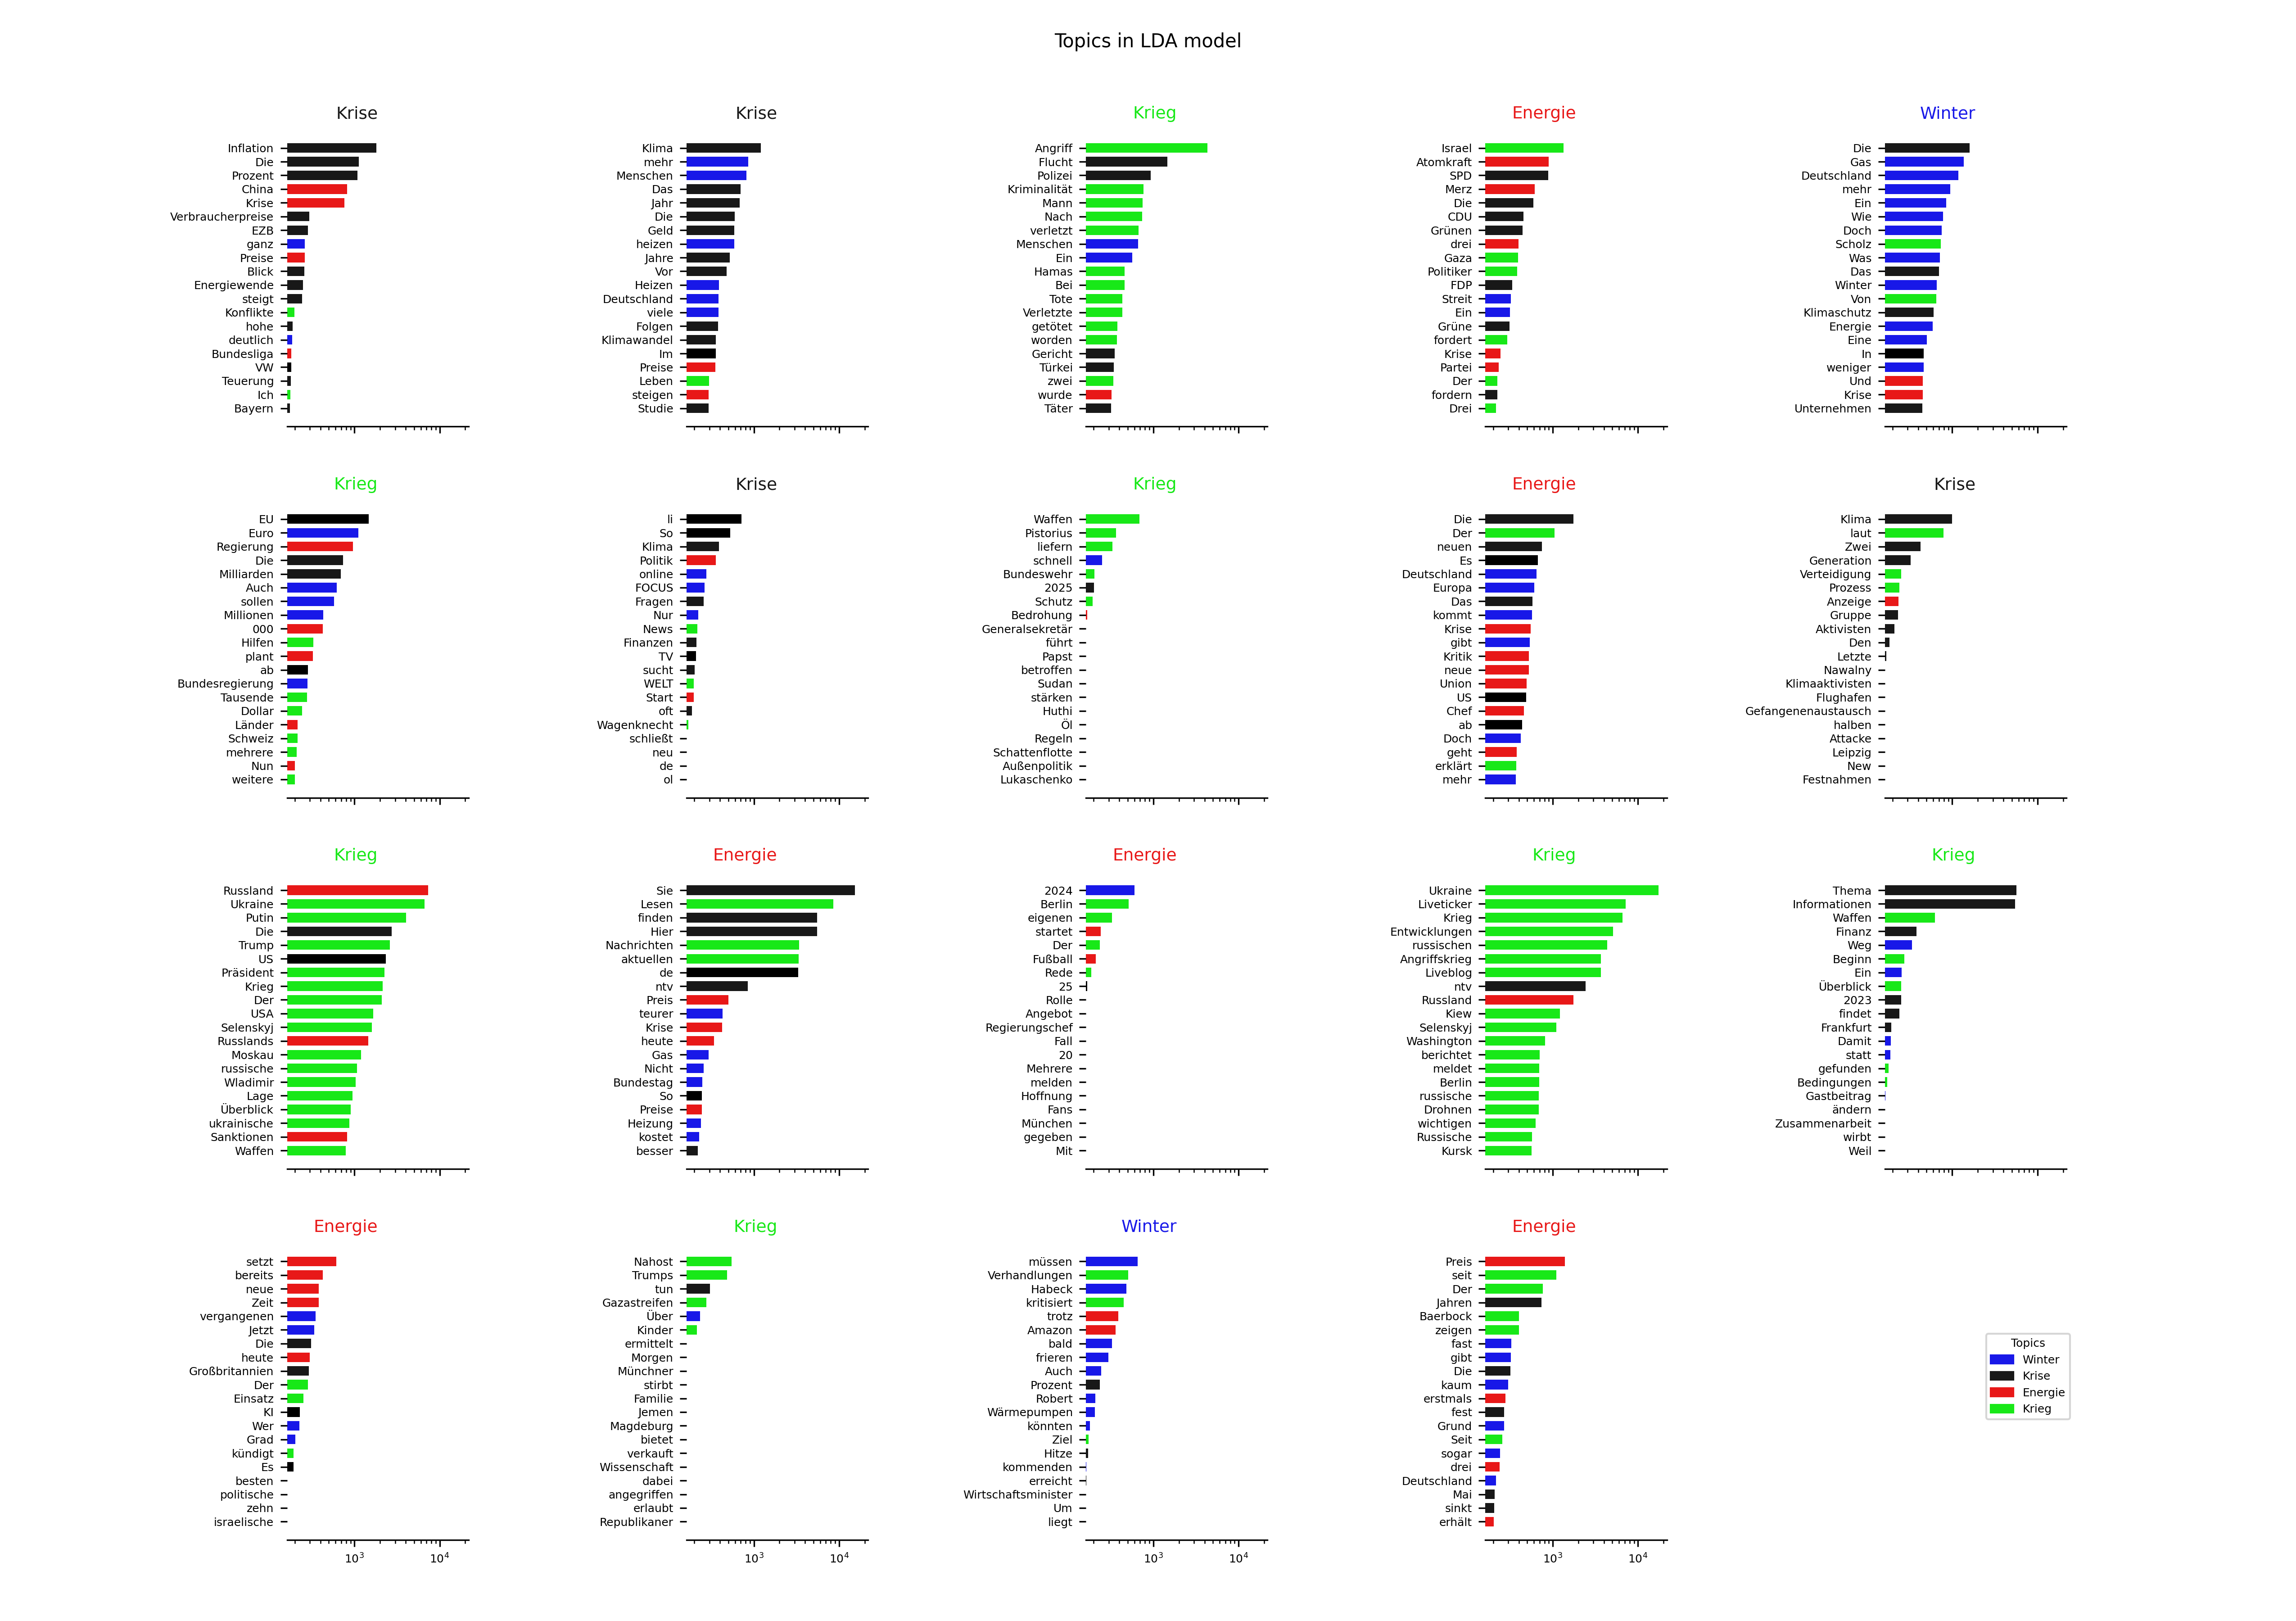 Topics in LDA model
Krise
Inflation
Die
Prozent
China
Krise
Verbraucherpreise
EZB
ganz
Preise
Blick
Energiewende
steigt
Konflikte
hohe
deutlich
Bundesliga
VW
Teuerung
Ich
Bayern
Krise
Klima
mehr
Menschen
Das
Jahr
Die
Geld
heizen
Jahre
Vor
Heizen
Deutschland
viele
Folgen
Klimawandel
Im
Preise
Leben
steigen
Studie
Krieg
Angriff
Flucht
Polizei
Kriminalität
Mann
Nach
verletzt
Menschen
Ein
Hamas
Bei
Tote
Verletzte
getötet
worden
Gericht
Türkei
zwei
wurde
Täter
Energie
Israel
Atomkraft
SPD
Merz
Die
CDU
Grünen
drei
Gaza
Politiker
FDP
Streit
Ein
Grüne
fordert
Krise
Partei
Der
fordern
Drei
Winter
Die
Gas
Deutschland
mehr
Ein
Wie
Doch
Scholz
Was
Das
Winter
Von
Klimaschutz
Energie
Eine
In
weniger
Und
Krise
Unternehmen
Krieg
EU
Euro
Regierung
Die
Milliarden
Auch
sollen
Millionen
000
Hilfen
plant
ab
Bundesregierung
Tausende
Dollar
Länder
Schweiz
mehrere
Nun
weitere
Krise
li
So
Klima
Politik
online
FOCUS
Fragen
Nur
News
Finanzen
TV
sucht
WELT
Start
oft
Wagenknecht
schließt
neu
de
ol
Krieg
Waffen
Pistorius
liefern
schnell
Bundeswehr
2025
Schutz
Bedrohung
Generalsekretär
führt
Papst
betroffen
Sudan
stärken
Huthi
Öl
Regeln
Schattenflotte
Außenpolitik
Lukaschenko
Energie
Die
Der
neuen
Es
Deutschland
Europa
Das
kommt
Krise
gibt
Kritik
neue
Union
US
Chef
ab
Doch
geht
erklärt
mehr
Krise
Klima
laut
Zwei
Generation
Verteidigung
Prozess
Anzeige
Gruppe
Aktivisten
Den
Letzte
Nawalny
Klimaaktivisten
Flughafen
Gefangenenaustausch
halben
Attacke
Leipzig
New
Festnahmen
Krieg
Russland
Ukraine
Putin
Die
Trump
US
Präsident
Krieg
Der
USA
Selenskyj
Russlands
Moskau
russische
Wladimir
Lage
Überblick
ukrainische
Sanktionen
Waffen
Energie
Sie
Lesen
finden
Hier
Nachrichten
aktuellen
de
ntv
Preis
teurer
Krise
heute
Gas
Nicht
Bundestag
So
Preise
Heizung
kostet
besser
Energie
2024
Berlin
eigenen
startet
Der
Fußball
Rede
25
Rolle
Angebot
Regierungschef
Fall
20
Mehrere
melden
Hoffnung
Fans
München
gegeben
Mit
Krieg
Ukraine
Liveticker
Krieg
Entwicklungen
russischen
Angriffskrieg
Liveblog
ntv
Russland
Kiew
Selenskyj
Washington
berichtet
meldet
Berlin
russische
Drohnen
wichtigen
Russische
Kursk
Krieg
Thema
Informationen
Waffen
Finanz
Weg
Beginn
Ein
Überblick
2023
findet
Frankfurt
Damit
statt
gefunden
Bedingungen
Gastbeitrag
ändern
Zusammenarbeit
wirbt
Weil
Energie
setzt
bereits
neue
Zeit
vergangenen
Jetzt
Die
heute
Großbritannien
Der
Einsatz
KI
Wer
Grad
kündigt
Es
besten
politische
zehn
israelische
10³ 10⁴
Krieg
Nahost
Trumps
tun
Gazastreifen
Über
Kinder
ermittelt
Morgen
Münchner
stirbt
Familie
Jemen
Magdeburg
bietet
verkauft
Wissenschaft
dabei
angegriffen
erlaubt
Republikaner
10³ 10⁴
Winter
müssen
Verhandlungen
Habeck
kritisiert
trotz
Amazon
bald
frieren
Auch
Prozent
Robert
Wärmepumpen
könnten
Ziel
Hitze
kommenden
erreicht
Wirtschaftsminister
Um
liegt
10³ 10⁴
Energie
Preis
seit
Der
Jahren
Baerbock
zeigen
fast
gibt
Die
kaum
erstmals
fest
Grund
Seit
sogar
drei
Deutschland
Mai
sinkt
erhält
10³ 10⁴
Topics
Winter
Krise
Energie
Krieg